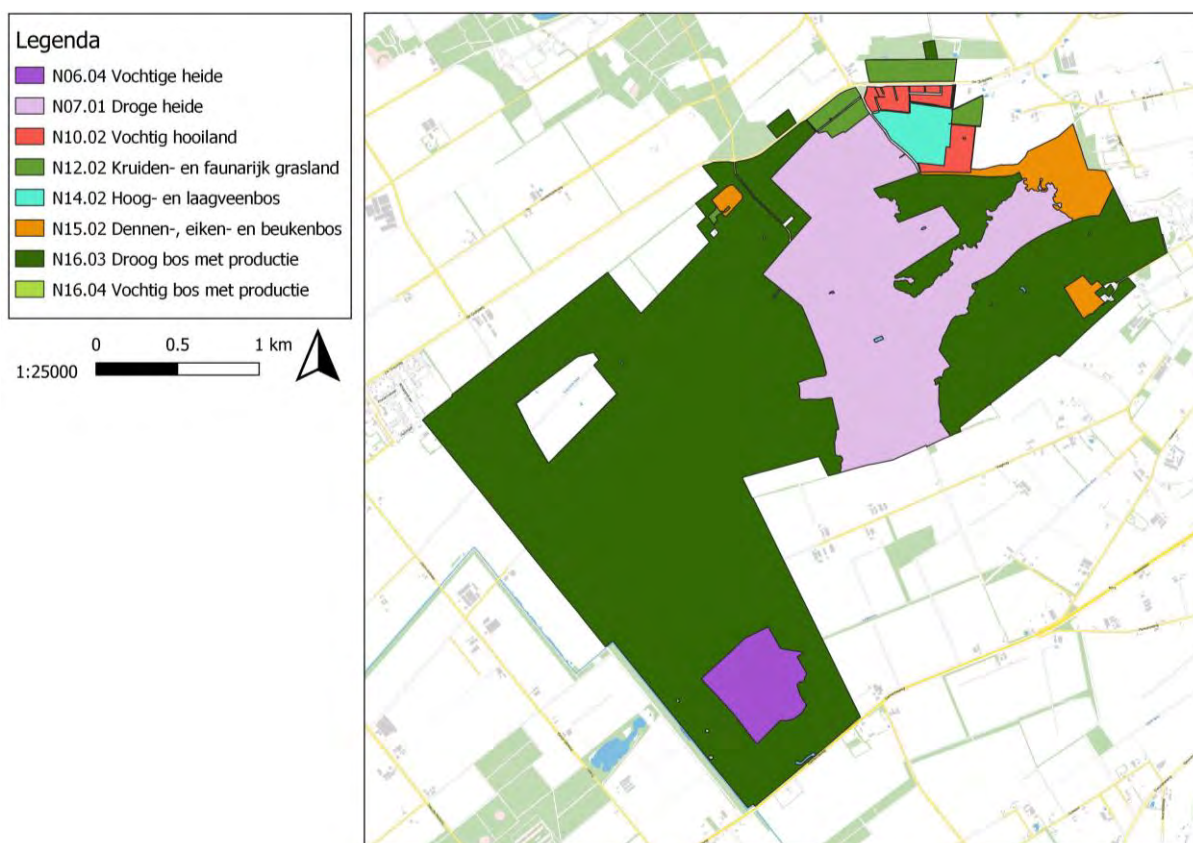 Legenda
N06.04 Vochtige heide
N07.01 Droge heide
N10.02 Vochtig hooiland
N12.02 Kruiden- en faunarijk grasland
N14.02 Hoog- en laagveenbos
N15.02 Dennen-, eiken- en beukenbos
N16.03 Droog bos met productie
N16.04 Vochtig bos met productie
0 0.5 1 km
1:25000